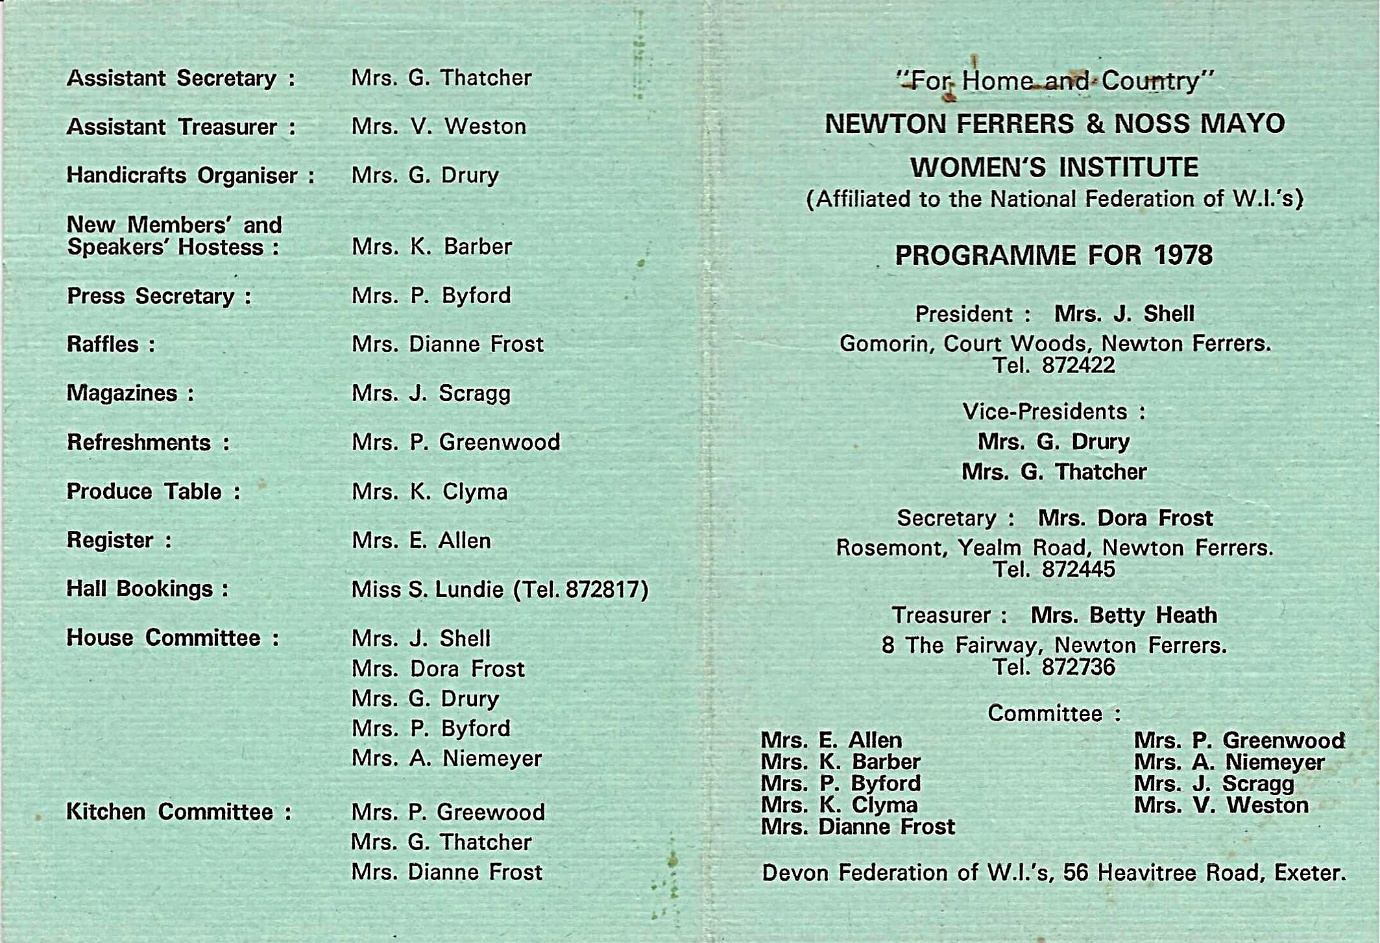 Assistant Secretary : Mrs. G. Thatcher
Assistant Treasurer : Mrs. V. Weston
Handicrafts Organiser : Mrs. G. Drury
New Members' and
Speakers' Hostess : Mrs. K. Barber
Press Secretary : Mrs. P. Byford
Raffles : Mrs. Dianne Frost
Magazines : Mrs. J. Scragg
Refreshments : Mrs. P. Greenwood
Produce Table : Mrs. K. Clyma
Register : Mrs. E. Allen
Hall Bookings : Miss S. Lundie (Tel. 872817)
House Committee : Mrs. J. Shell
Mrs. Dora Frost
Mrs. G. Drury
Mrs. P. Byford
Mrs. A. Niemeyer
Kitchen Committee : Mrs. P. Greewood
Mrs. G. Thatcher
Mrs. Dianne Frost
"For Home and Country"
NEWTON FERRERS & NOSS MAYO
WOMEN'S INSTITUTE
(Affiliated to the National Federation of W.I.'s)
PROGRAMME FOR 1978
President : Mrs. J. Shell
Gomorin, Court Woods, Newton Ferrers.
Tel. 872422
Vice-Presidents :
Mrs. G. Drury
Mrs. G. Thatcher
Secretary : Mrs. Dora Frost
Rosemont, Yealm Road, Newton Ferrers.
Tel. 872445
Treasurer : Mrs. Betty Heath
8 The Fairway, Newton Ferrers.
Tel. 872736
Committee :
Mrs. E. Allen Mrs. P. Greenwood
Mrs. K. Barber Mrs. A. Niemeyer
Mrs. P. Byford Mrs. J. Scragg
Mrs. K. Clyma Mrs. V. Weston
Mrs. Dianne Frost
Devon Federation of W.I.'s, 56 Heavitree Road, Exeter.